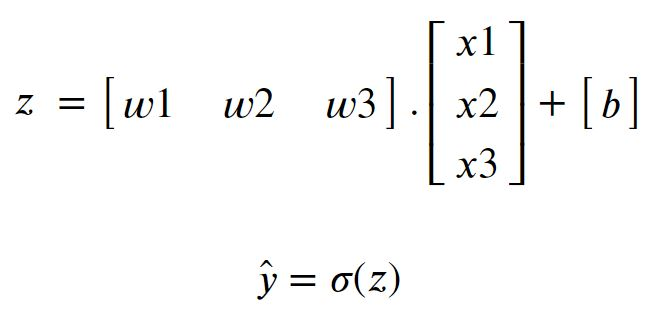 z = [w1 w2 w3] . [x1 x2 x3] + [b]
ŷ = σ(z)